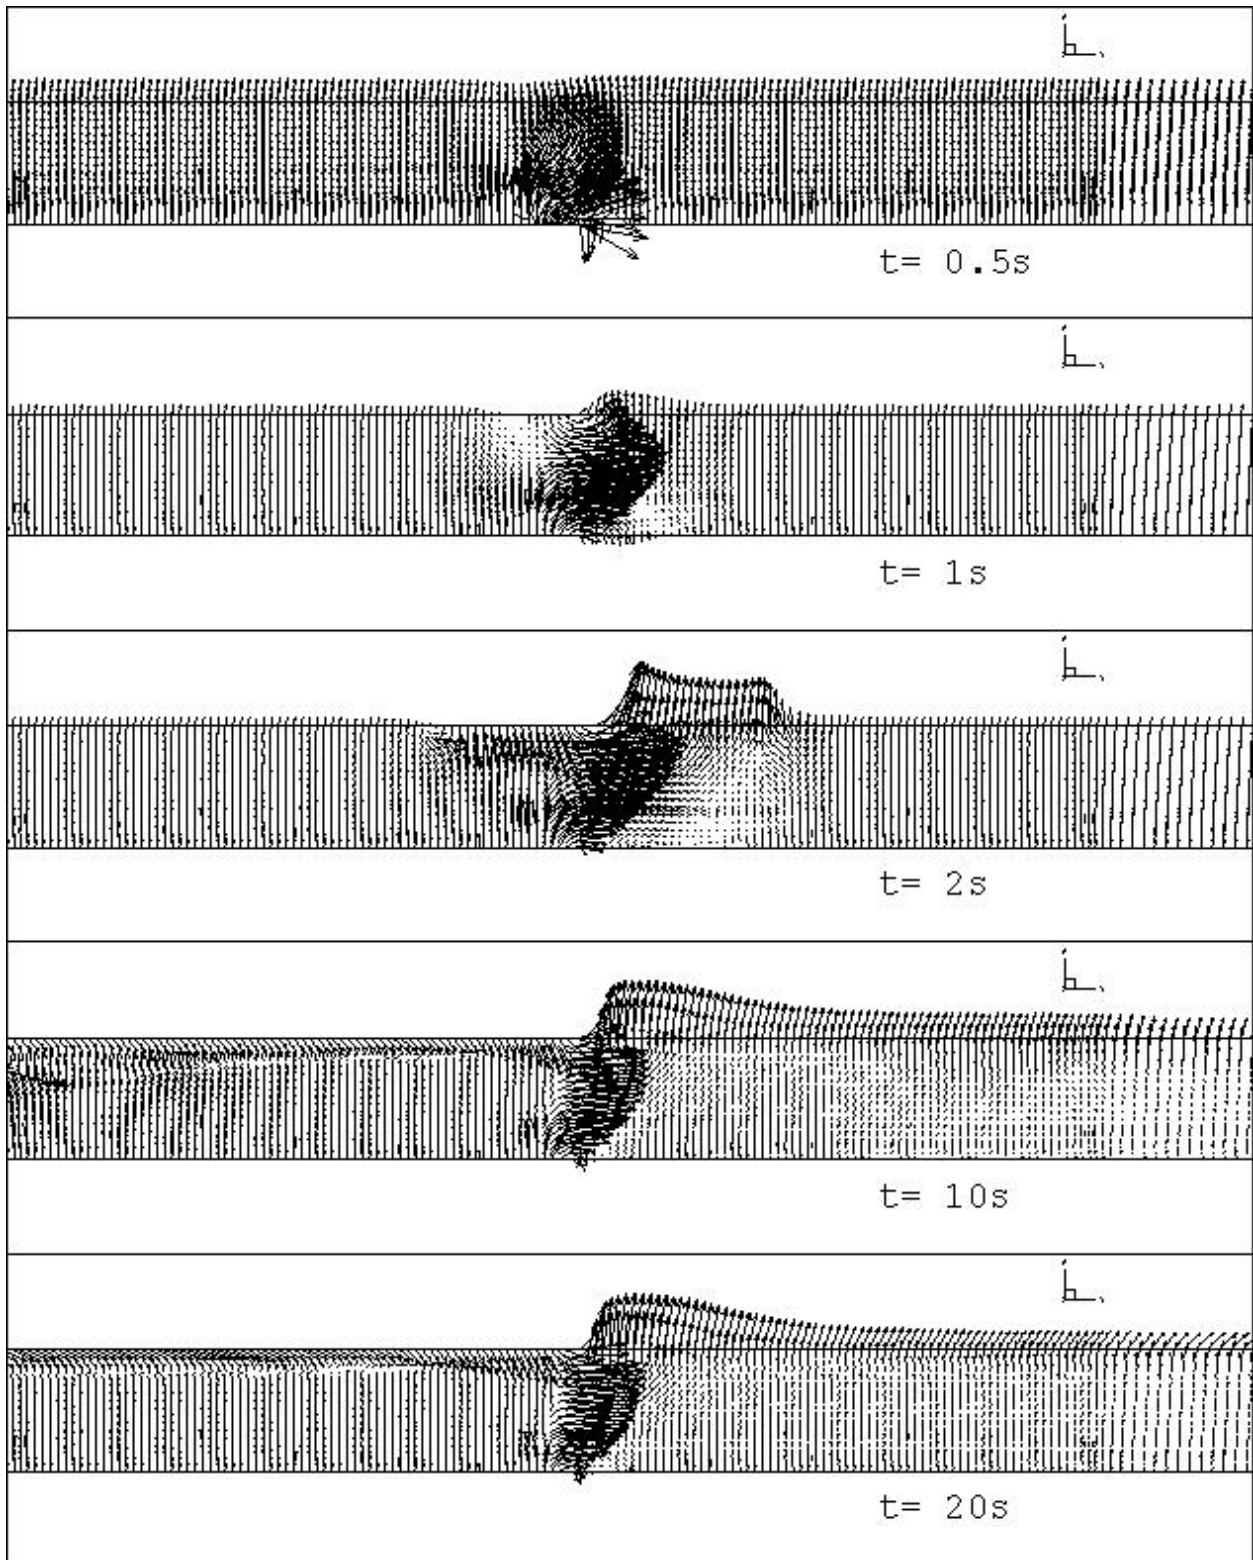 t= 0.5s
t= 1s
t= 2s
t= 10s
t= 20s